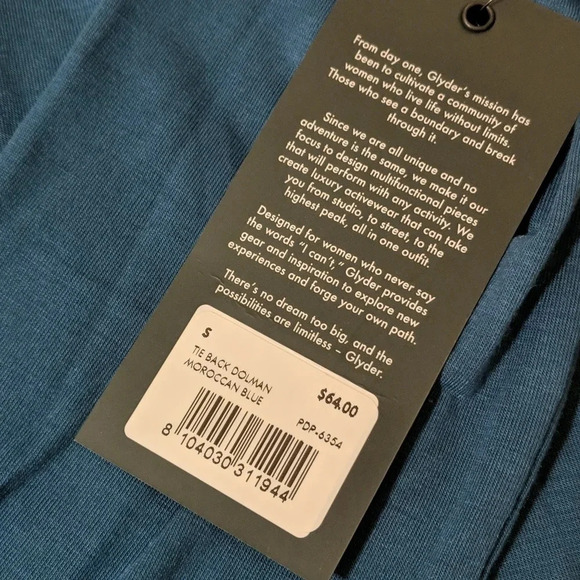 From day one, Glyder's mission has
been to cultivate a community of
women who live life without limits.
Those who see a boundary and break
through it.
Since we are all unique and no
adventure is the same, we make it our
focus to design multifunctional pieces
that will perform with any activity. We
create luxury activewear that can take
you from studio, to street, to the
highest peak, all in one outfit.
Designed for women who never say
the words "I can't," Glyder provides
gear and inspiration to explore new
experiences and forge your own path.
There's no dream too big, and the
possibilities are limitless – Glyder.
S
$64.00
TIE BACK DOLMAN
MOROCCAN BLUE
PDP-6354
8 104030 311944